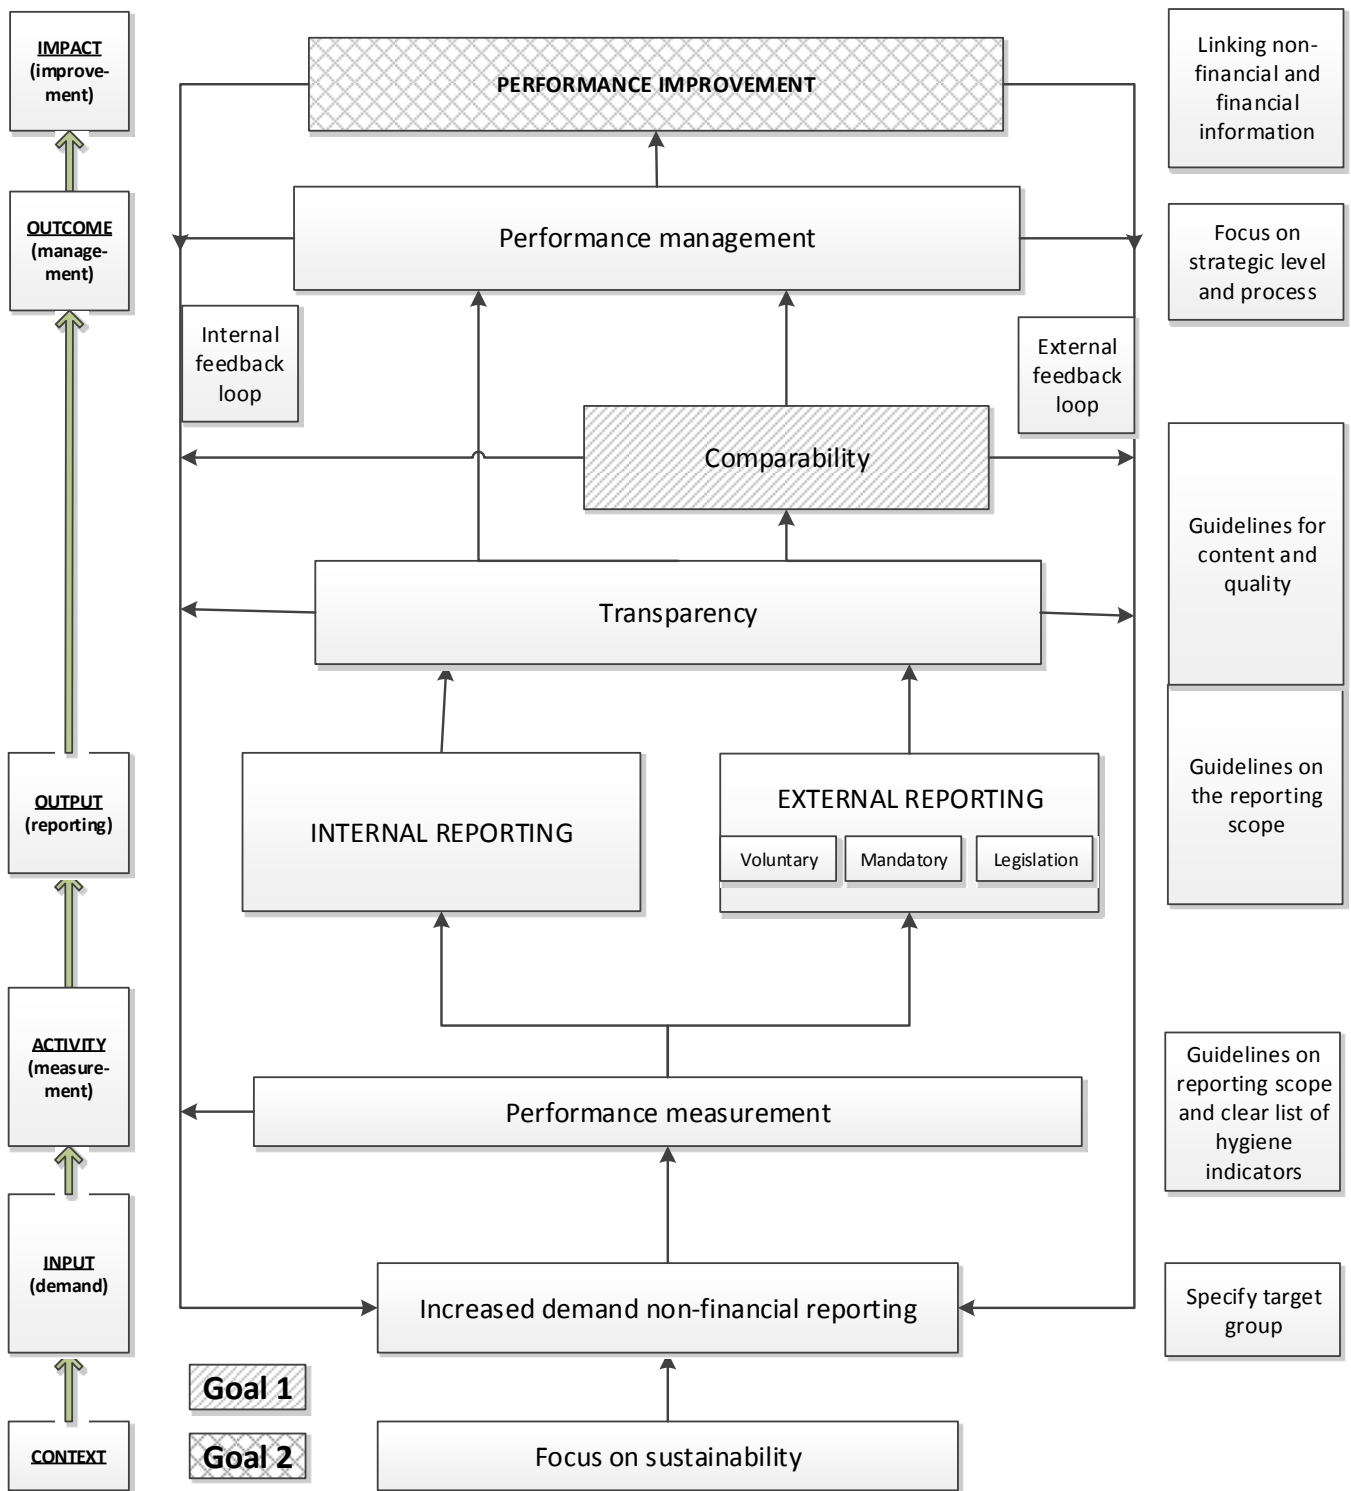 IMPACT
(improve-
ment)
PERFORMANCE IMPROVEMENT
Linking non-
financial and
financial
information
OUTCOME
(manage-
ment)
Performance management
Focus on
strategic level
and process
Internal
feedback
loop
External
feedback
loop
Comparability
Guidelines for
content and
quality
Transparency
OUTPUT
(reporting)
INTERNAL REPORTING
EXTERNAL REPORTING
Voluntary
Mandatory
Legislation
Guidelines on
the reporting
scope
ACTIVITY
(measure-
ment)
Performance measurement
Guidelines on
reporting scope
and clear list of
hygiene
indicators
INPUT
(demand)
Increased demand non-financial reporting
Specify target
group
Goal 1
Goal 2
CONTEXT
Focus on sustainability